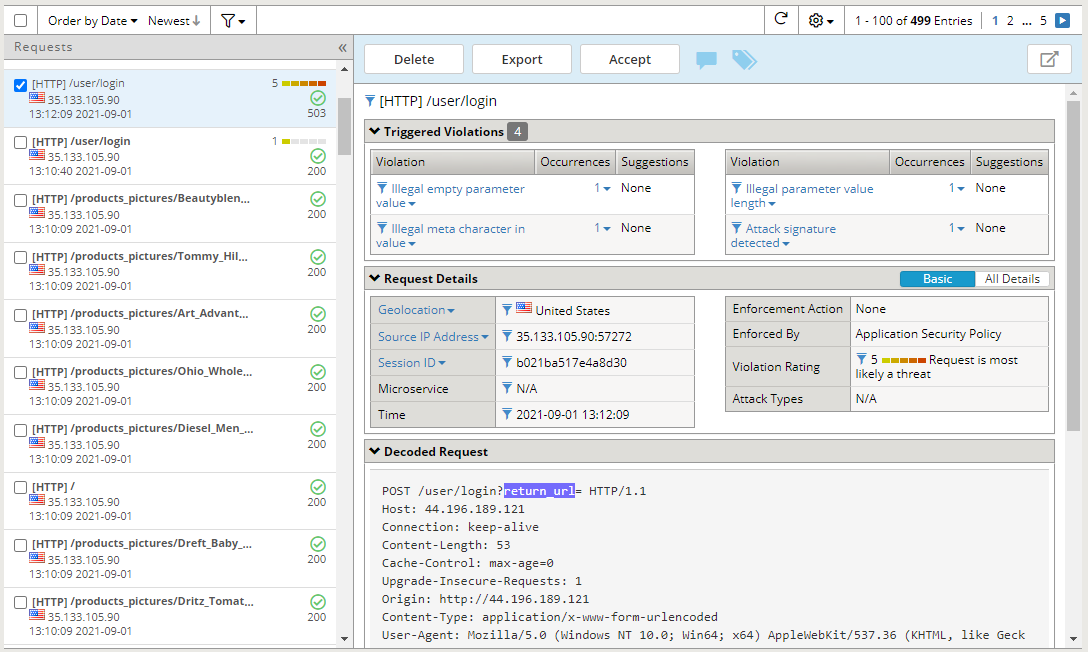 Order by Date Newest 1 - 100 of 499 Entries 1 2 ... 5
Requests «
Delete Export Accept
[HTTP] /user/login 5
35.133.105.90
13:12:09 2021-09-01 503
[HTTP] /user/login 1
35.133.105.90
13:10:40 2021-09-01 200
[HTTP] /products_pictures/Beautyblen...
35.133.105.90 200
13:10:09 2021-09-01
[HTTP] /products_pictures/Tommy_Hil...
35.133.105.90 200
13:10:09 2021-09-01
[HTTP] /products_pictures/Art_Advant...
35.133.105.90 200
13:10:09 2021-09-01
[HTTP] /products_pictures/Ohio_Whole...
35.133.105.90 200
13:10:09 2021-09-01
[HTTP] /products_pictures/Diesel_Men_...
35.133.105.90 200
13:10:09 2021-09-01
[HTTP] /
35.133.105.90 200
13:10:09 2021-09-01
[HTTP] /products_pictures/Dreft_Baby_...
35.133.105.90 200
13:10:09 2021-09-01
[HTTP] /products_pictures/Dritz_Tomat...
35.133.105.90 200
13:10:09 2021-09-01
[HTTP] /user/login
Triggered Violations 4
Violation Occurrences Suggestions
Illegal empty parameter value 1 None
Illegal meta character in value 1 None
Violation Occurrences Suggestions
Illegal parameter value length 1 None
Attack signature detected 1 None
Request Details Basic All Details
Geolocation United States
Source IP Address 35.133.105.90:57272
Session ID b021ba517e4a8d30
Microservice N/A
Time 2021-09-01 13:12:09
Enforcement Action None
Enforced By Application Security Policy
Violation Rating 5 Request is most likely a threat
Attack Types N/A
Decoded Request
POST /user/login?return_url= HTTP/1.1
Host: 44.196.189.121
Connection: keep-alive
Content-Length: 53
Cache-Control: max-age=0
Upgrade-Insecure-Requests: 1
Origin: http://44.196.189.121
Content-Type: application/x-www-form-urlencoded
User-Agent: Mozilla/5.0 (Windows NT 10.0; Win64; x64) AppleWebKit/537.36 (KHTML, like Geck